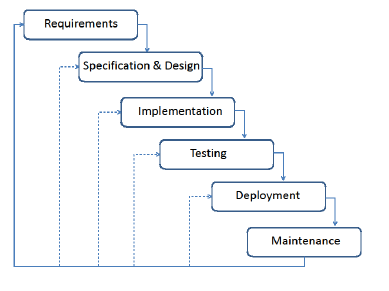 Requirements
Specification & Design
Implementation
Testing
Deployment
Maintenance